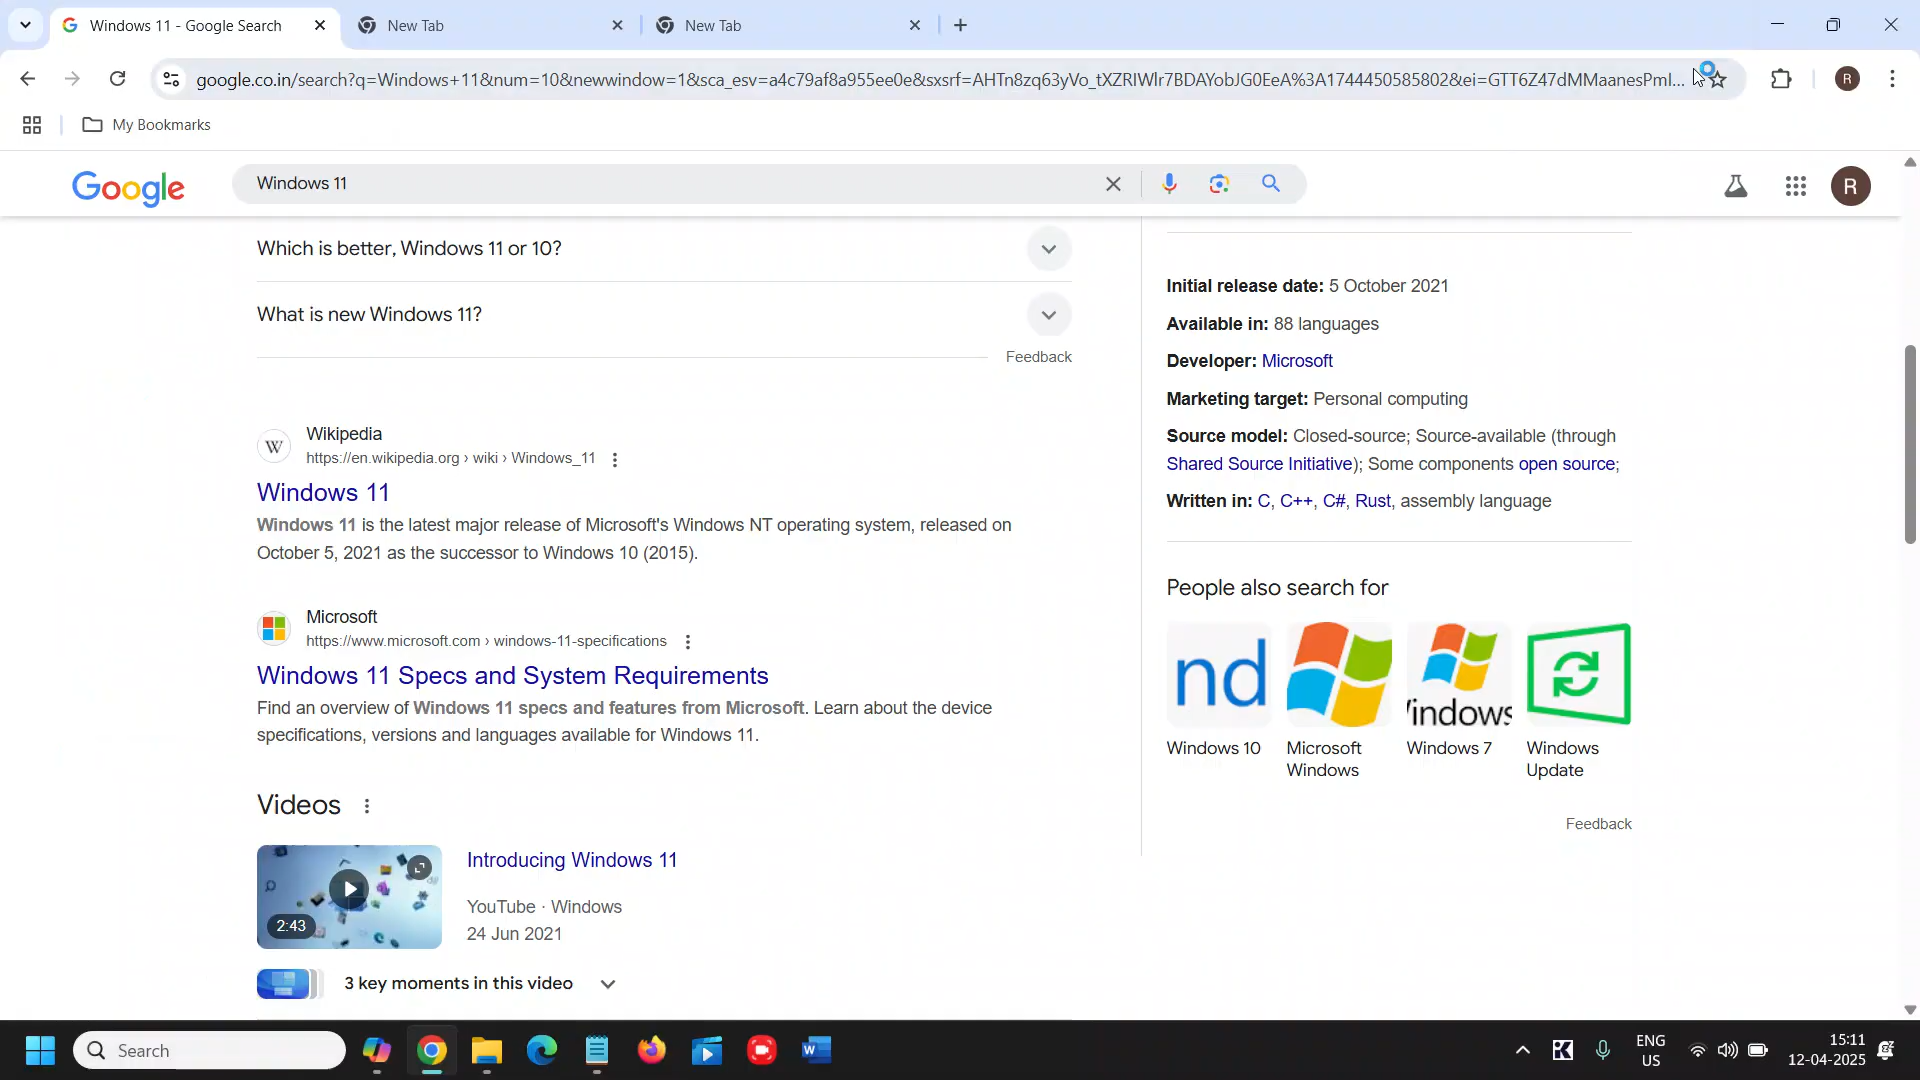 Windows 11 - Google Search
New Tab
New Tab
google.co.in/search?q=Windows+11&num=10&newwindow=1&sca_esv=a4c79af8a955ee0e&sxsrf=AHTn8zq63yVo_tXZRIWlr7BDAYobJG0EeA%3A1744450585802&ei=GTT6Z47dMMaanesPml...
R
My Bookmarks
Google
Windows 11
R
Which is better, Windows 11 or 10?
What is new Windows 11?
Feedback
W
Wikipedia
https://en.wikipedia.org › wiki › Windows_11
Windows 11
Windows 11 is the latest major release of Microsoft's Windows NT operating system, released on
October 5, 2021 as the successor to Windows 10 (2015).
Microsoft
https://www.microsoft.com › windows-11-specifications
Windows 11 Specs and System Requirements
Find an overview of Windows 11 specs and features from Microsoft. Learn about the device
specifications, versions and languages available for Windows 11.
Videos
2:43
Introducing Windows 11
YouTube · Windows
24 Jun 2021
3 key moments in this video
Initial release date: 5 October 2021
Available in: 88 languages
Developer: Microsoft
Marketing target: Personal computing
Source model: Closed-source; Source-available (through
Shared Source Initiative); Some components open source;
Written in: C, C++, C#, Rust, assembly language
People also search for
nd
indows
Windows 10
Microsoft
Windows
Windows 7
Windows
Update
Feedback
Search
W
K
ENG
US
15:11
12-04-2025